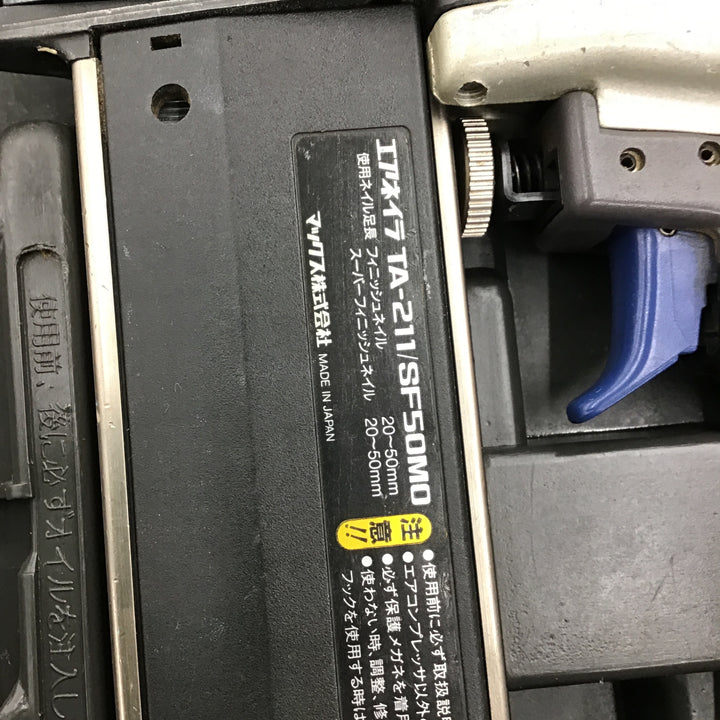 エアネイラ TA-211/SF50MO
使用ネイル足長 フィニッシュネイル 20~50mm
スーパーフィニッシュネイル 20~50mm
マックス株式会社 MADE IN JAPAN
注意!!
●使用前に必ず取扱説明
●エアコンプレッサ以外の
●必ず保護メガネを着用
●使わない時、調整、修
フックを使用する時は
使用前、後に必ずオイルを注入し